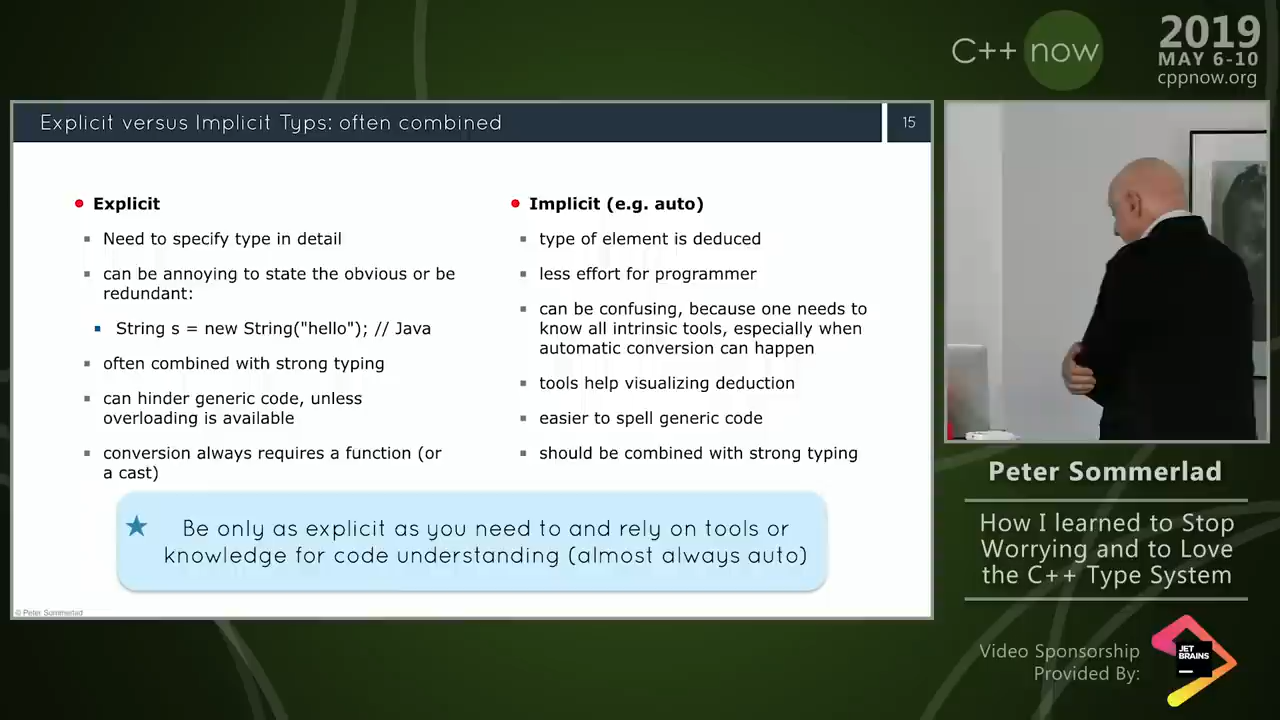 C++ now
2019
MAY 6-10
cppnow.org
Explicit versus Implicit Typs: often combined
15
Explicit
Need to specify type in detail
can be annoying to state the obvious or be
redundant:
String s = new String("hello"); // Java
often combined with strong typing
can hinder generic code, unless
overloading is available
conversion always requires a function (or
a cast)
Implicit (e.g. auto)
type of element is deduced
less effort for programmer
can be confusing, because one needs to
know all intrinsic tools, especially when
automatic conversion can happen
tools help visualizing deduction
easier to spell generic code
should be combined with strong typing
Be only as explicit as you need to and rely on tools or
knowledge for code understanding (almost always auto)
© Peter Sommerlad
Peter Sommerlad
How I learned to Stop
Worrying and to Love
the C++ Type System
Video Sponsorship
Provided By:
JET
BRAINS